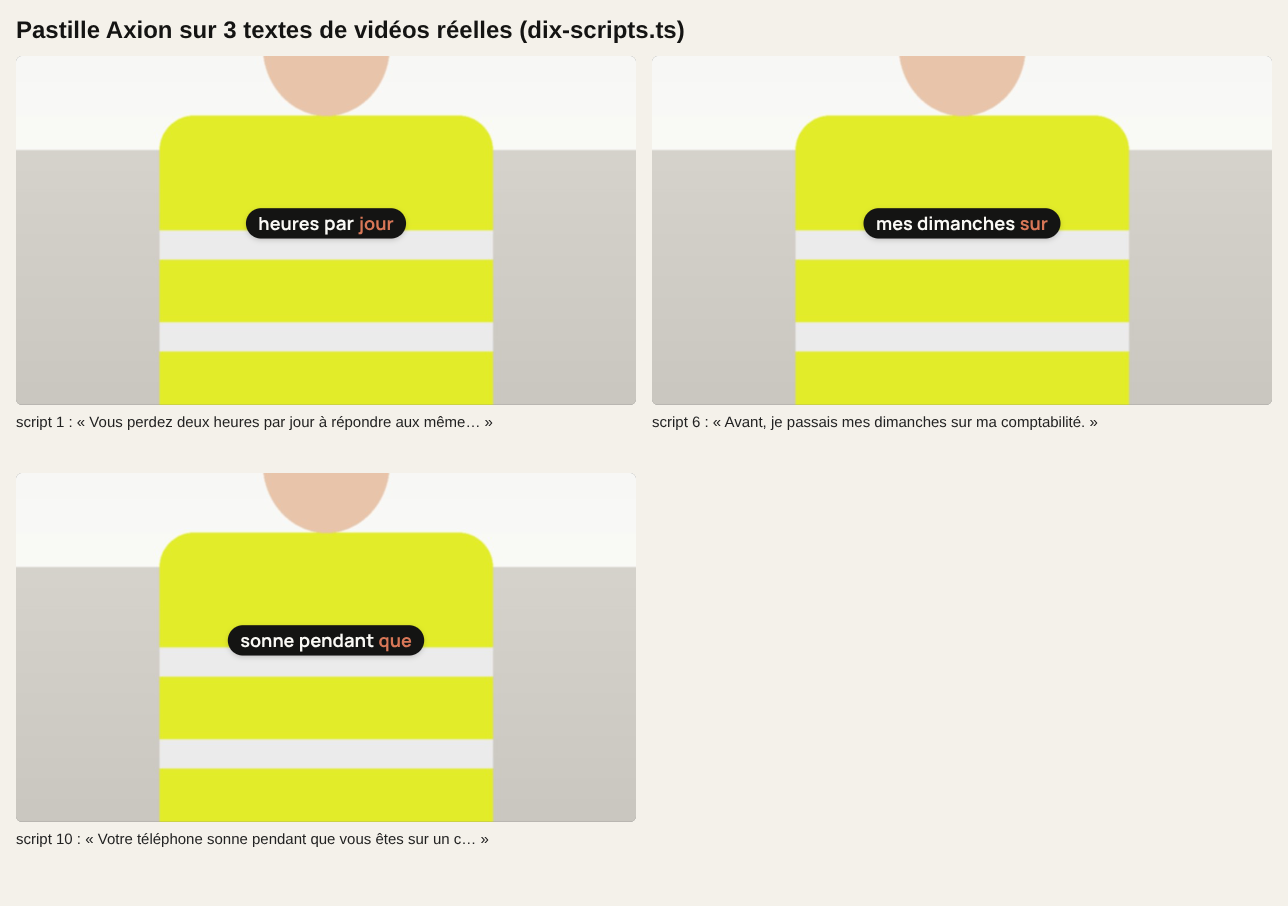 Pastille Axion sur 3 textes de vidéos réelles (dix-scripts.ts)
heures par jour
mes dimanches sur
script 1 : « Vous perdez deux heures par jour à répondre aux même… »
script 6 : « Avant, je passais mes dimanches sur ma comptabilité. »
sonne pendant que
script 10 : « Votre téléphone sonne pendant que vous êtes sur un c… »